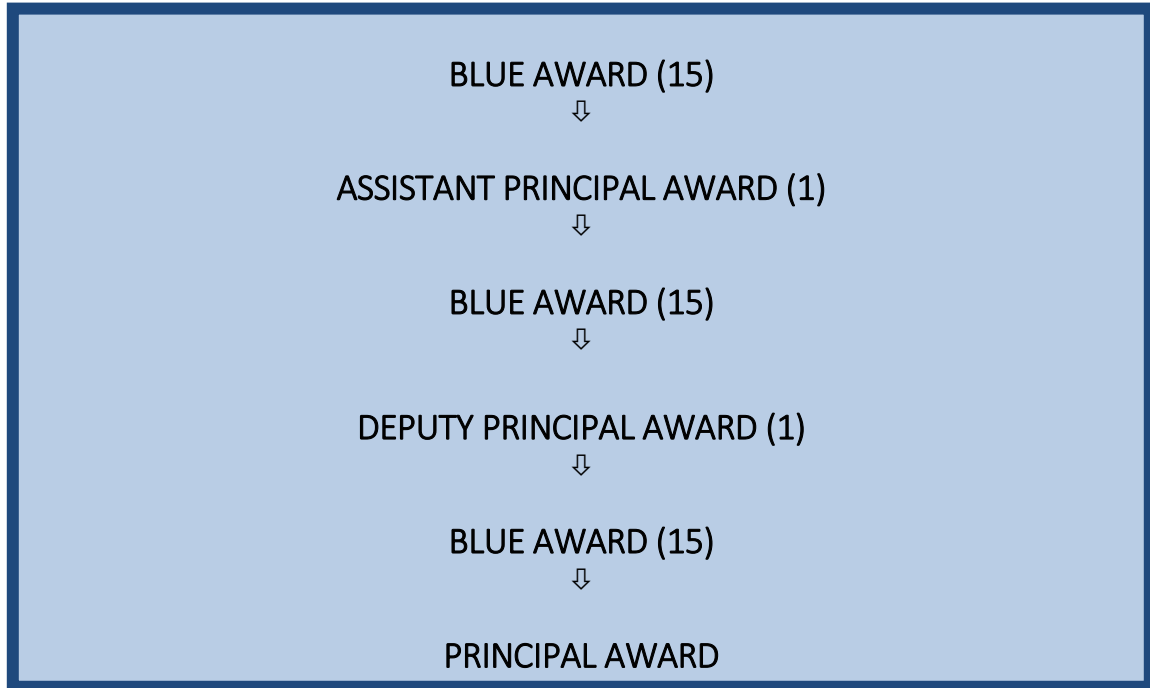 BLUE AWARD (15)
⇩
ASSISTANT PRINCIPAL AWARD (1)
⇩
BLUE AWARD (15)
⇩
DEPUTY PRINCIPAL AWARD (1)
⇩
BLUE AWARD (15)
⇩
PRINCIPAL AWARD